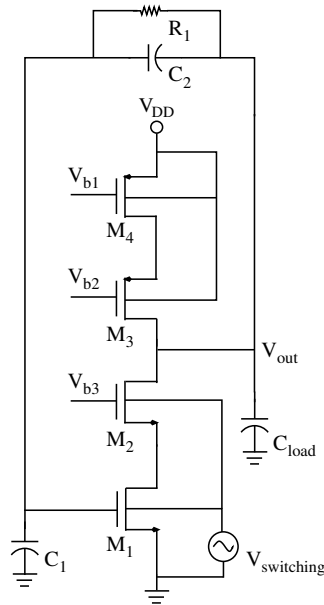 R1
C2
VDD
Vb1
M4
Vb2
M3
Vout
Vb3
M2
Cload
M1
C1
Vswitching